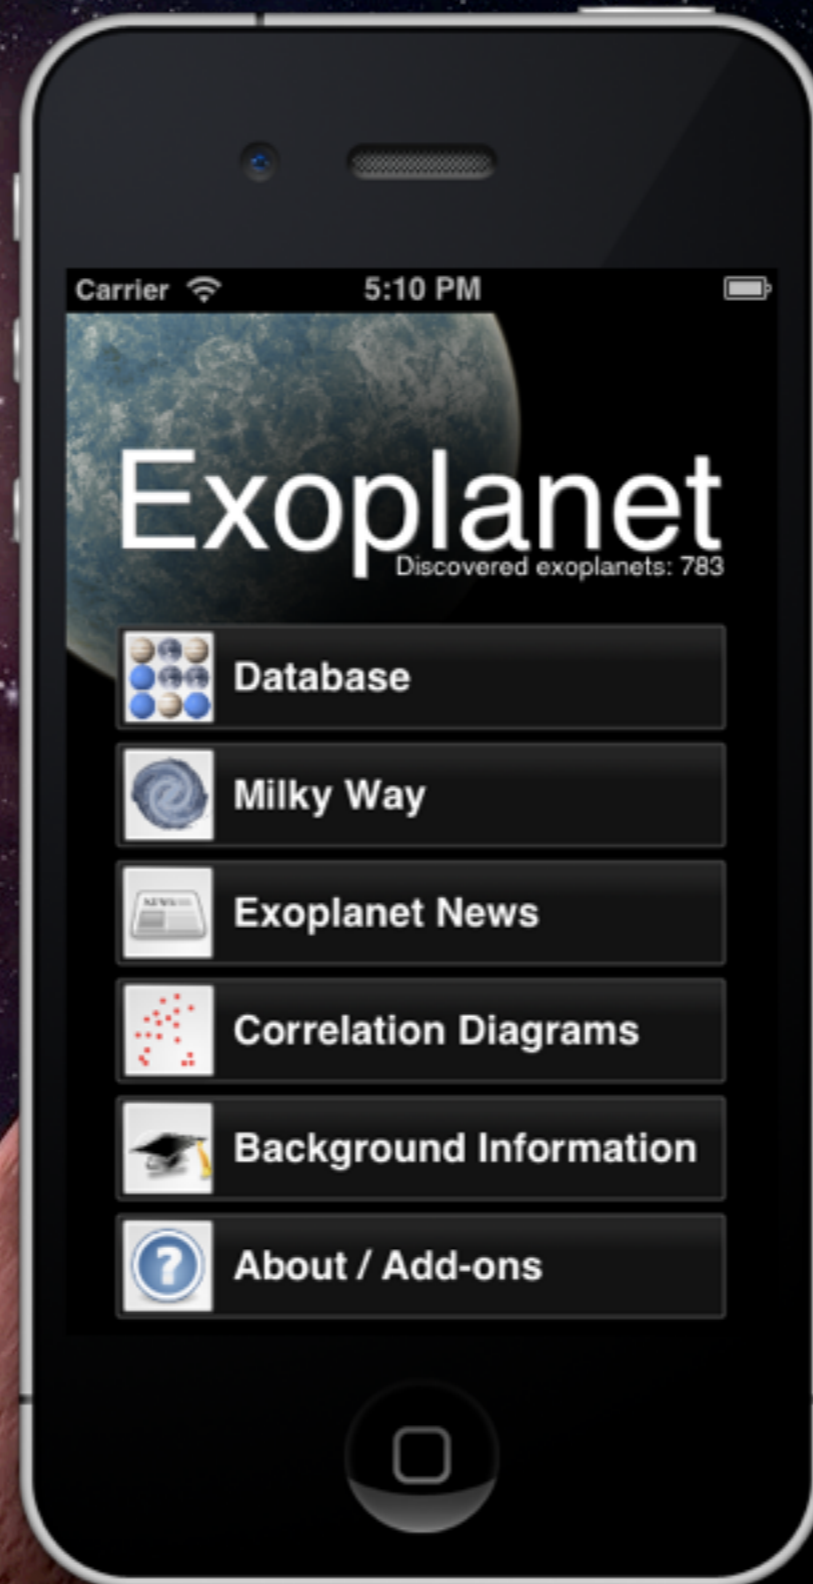 Carrier 5:10 PM
Exoplanet
Discovered exoplanets: 783
Database
Milky Way
NEWS
Exoplanet News
Correlation Diagrams
Background Information
? About / Add-ons